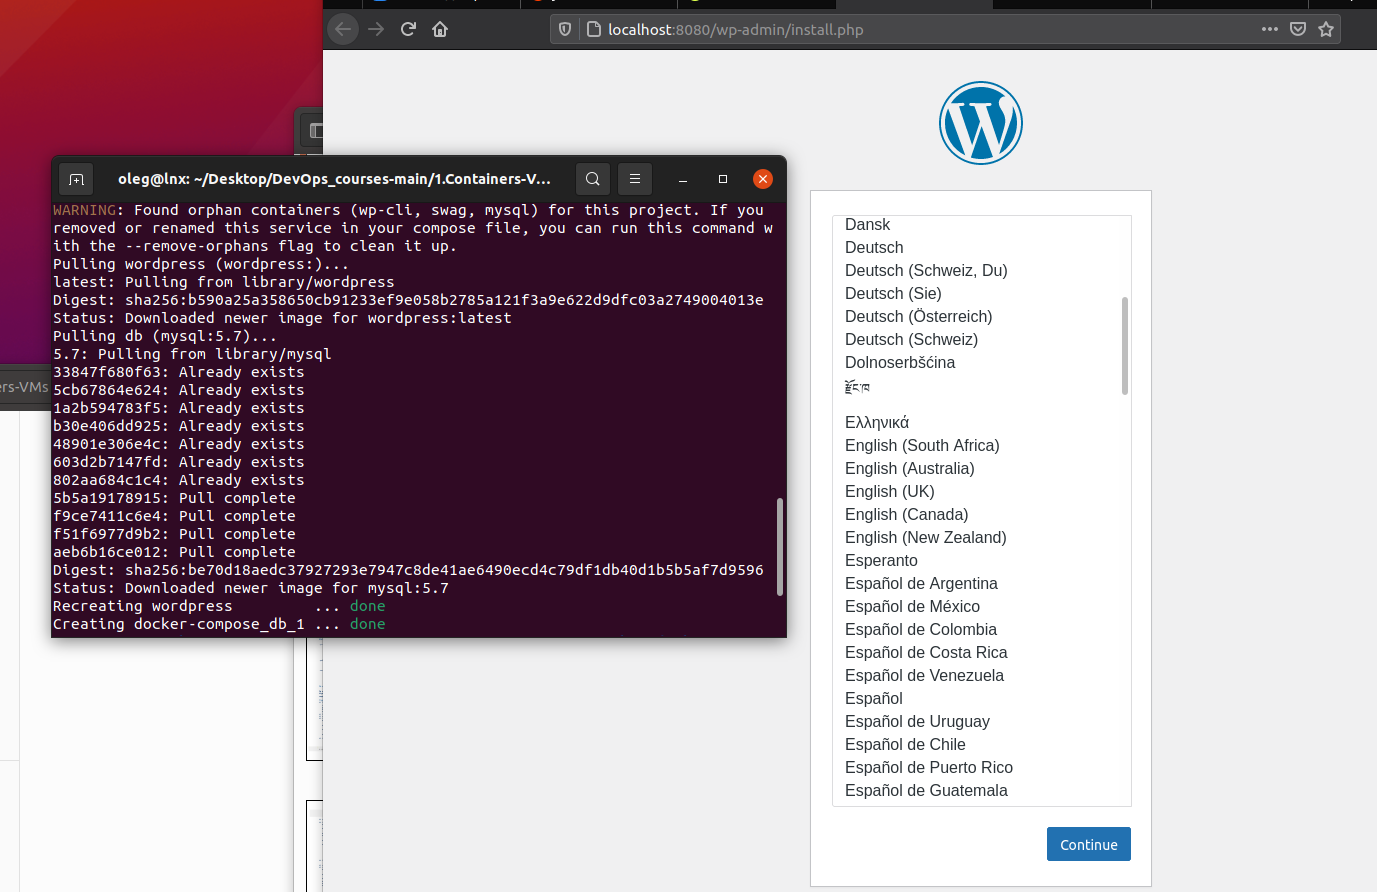 localhost:8080/wp-admin/install.php
oleg@lnx: ~/Desktop/DevOps_courses-main/1.Containers-V...
WARNING: Found orphan containers (wp-cli, swag, mysql) for this project. If you
removed or renamed this service in your compose file, you can run this command w
ith the --remove-orphans flag to clean it up.
Pulling wordpress (wordpress:)...
latest: Pulling from library/wordpress
Digest: sha256:b590a25a358650cb91233ef9e058b2785a121f3a9e622d9dfc03a2749004013e
Status: Downloaded newer image for wordpress:latest
Pulling db (mysql:5.7)...
5.7: Pulling from library/mysql
33847f680f63: Already exists
5cb67864e624: Already exists
1a2b594783f5: Already exists
b30e406dd925: Already exists
48901e306e4c: Already exists
603d2b7147fd: Already exists
802aa684c1c4: Already exists
5b5a19178915: Pull complete
f9ce7411c6e4: Pull complete
f51f6977d9b2: Pull complete
aeb6b16ce012: Pull complete
Digest: sha256:be70d18aedc37927293e7947c8de41ae6490ecd4c79df1db40d1b5b5af7d9596
Status: Downloaded newer image for mysql:5.7
Recreating wordpress ... done
Creating docker-compose_db_1 ... done
ers-VMs
W
Dansk
Deutsch
Deutsch (Schweiz, Du)
Deutsch (Sie)
Deutsch (Österreich)
Deutsch (Schweiz)
Dolnoserbšćina
རྫོང་ཁ
Ελληνικά
English (South Africa)
English (Australia)
English (UK)
English (Canada)
English (New Zealand)
Esperanto
Español de Argentina
Español de México
Español de Colombia
Español de Costa Rica
Español de Venezuela
Español
Español de Uruguay
Español de Chile
Español de Puerto Rico
Español de Guatemala
Continue